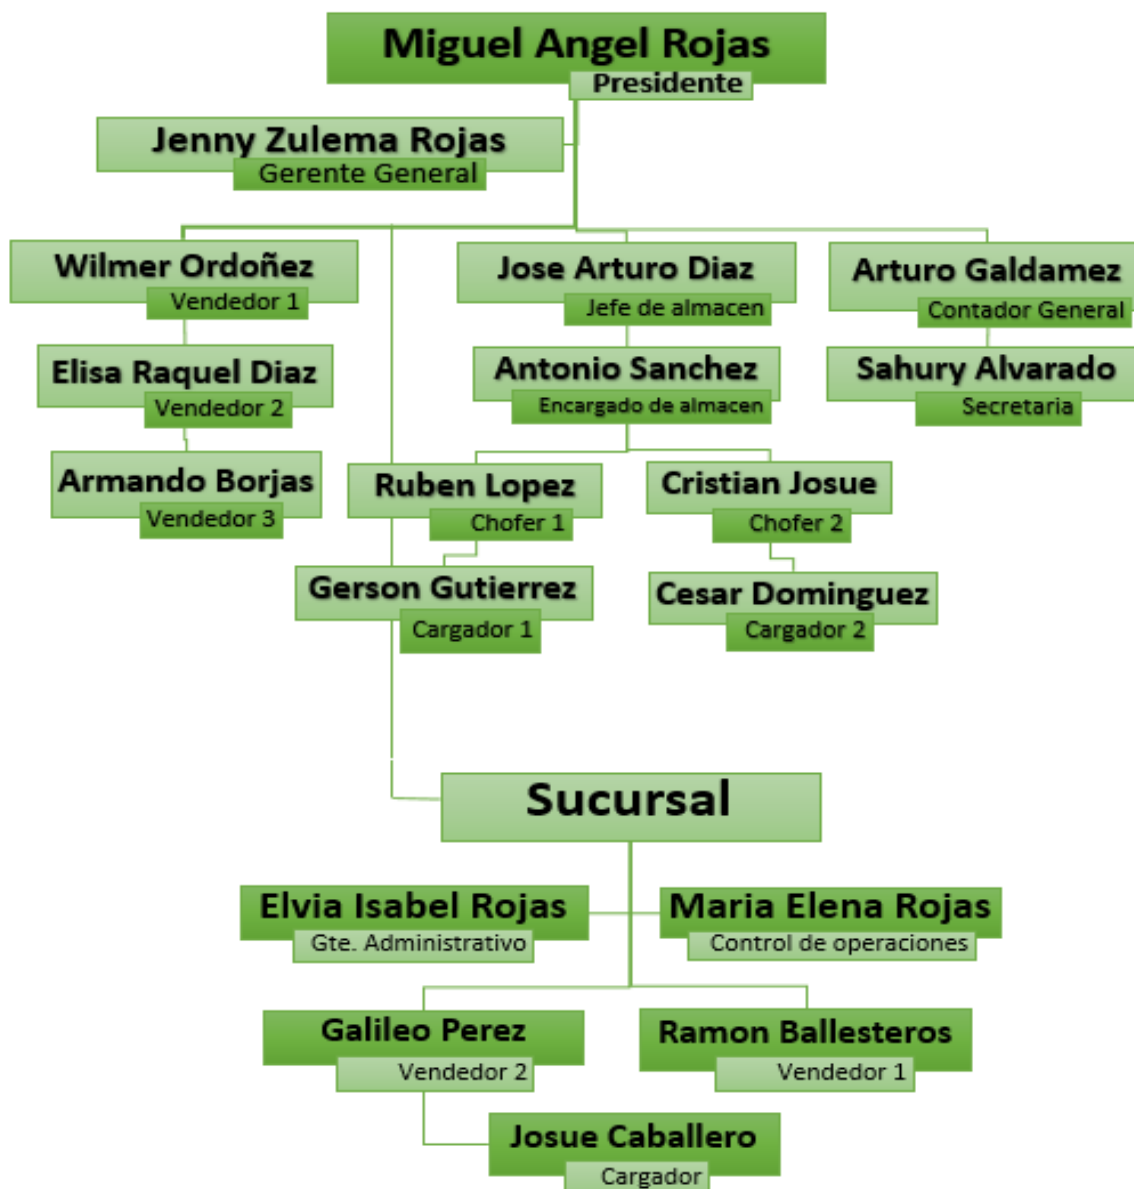 Miguel Angel Rojas
Presidente
Jenny Zulema Rojas
Gerente General
Wilmer Ordoñez
Vendedor 1
Jose Arturo Diaz
Jefe de almacen
Arturo Galdamez
Contador General
Elisa Raquel Diaz
Vendedor 2
Antonio Sanchez
Encargado de almacen
Sahury Alvarado
Secretaria
Armando Borjas
Vendedor 3
Ruben Lopez
Chofer 1
Cristian Josue
Chofer 2
Gerson Gutierrez
Cargador 1
Cesar Dominguez
Cargador 2
Sucursal
Elvia Isabel Rojas
Gte. Administrativo
Maria Elena Rojas
Control de operaciones
Galileo Perez
Vendedor 2
Ramon Ballesteros
Vendedor 1
Josue Caballero
Cargador